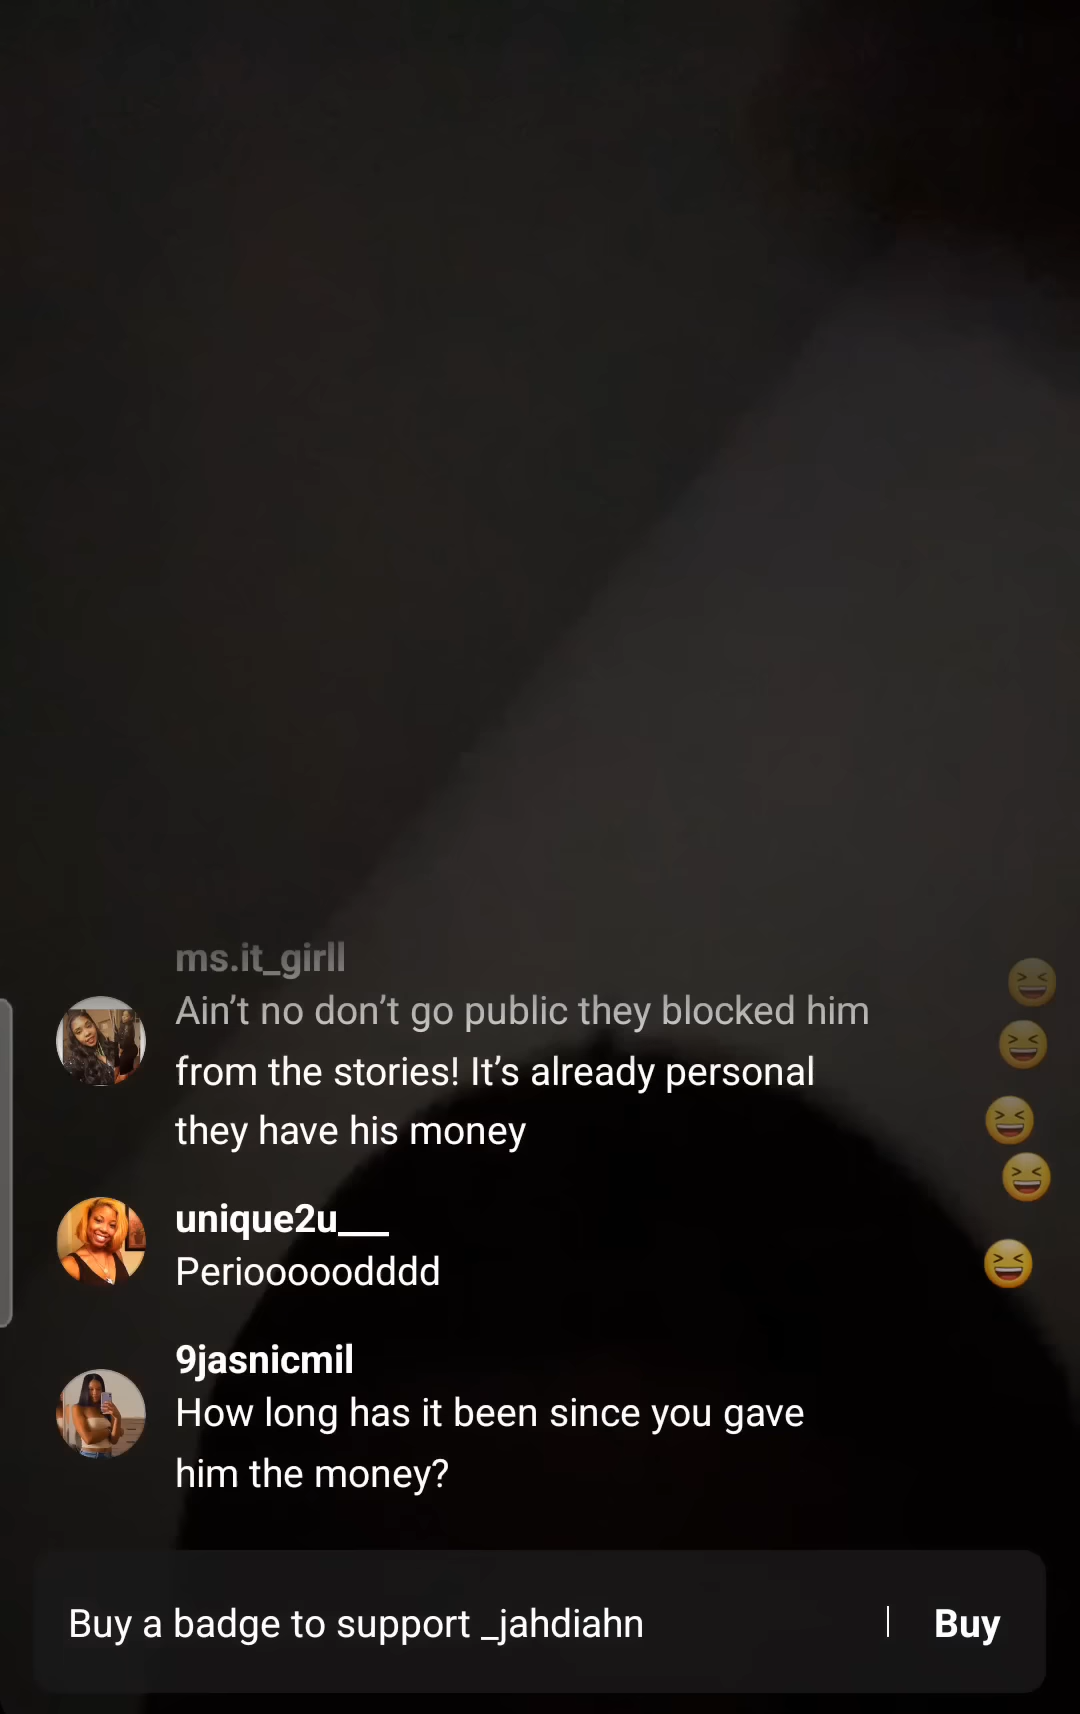 ms.it_girll
Ain’t no don’t go public they blocked him
from the stories! It’s already personal
they have his money
unique2u___
Periooooodddd
9jasnicmil
How long has it been since you gave
him the money?
Buy a badge to support _jahdiahn | Buy